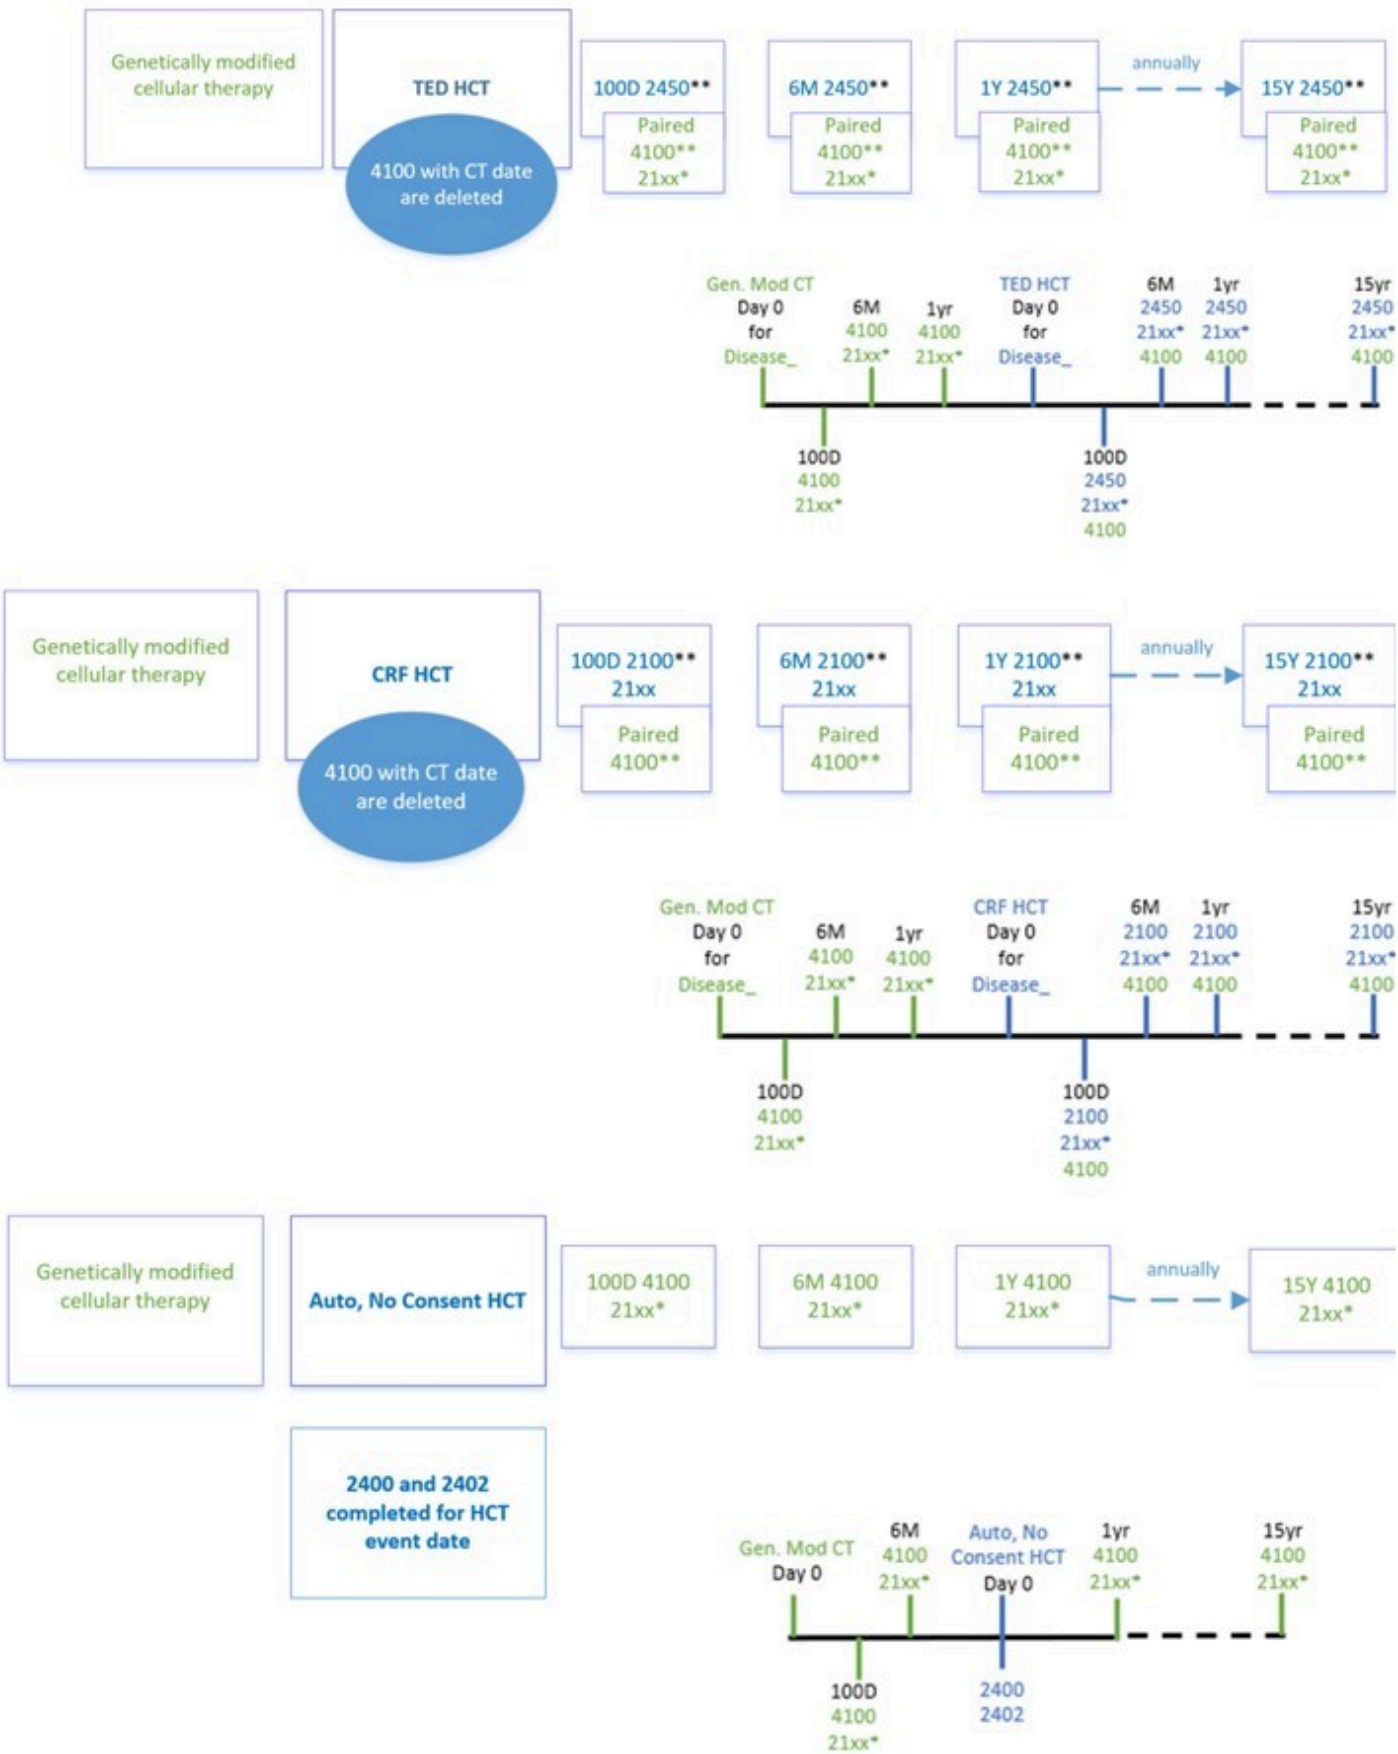 Genetically modified
cellular therapy
TED HCT
4100 with CT date
are deleted
100D 2450**
Paired
4100**
21xx*
6M 2450**
Paired
4100**
21xx*
1Y 2450**
Paired
4100**
21xx*
annually
15Y 2450**
Paired
4100**
21xx*
Gen. Mod CT
Day 0
for
Disease_
6M
4100
21xx*
1yr
4100
21xx*
TED HCT
Day 0
for
Disease_
6M
2450
21xx*
4100
1yr
2450
21xx*
4100
15yr
2450
21xx*
4100
100D
4100
21xx*
100D
2450
21xx*
4100
Genetically modified
cellular therapy
CRF HCT
4100 with CT date
are deleted
100D 2100**
21xx
Paired
4100**
6M 2100**
21xx
Paired
4100**
1Y 2100**
21xx
Paired
4100**
annually
15Y 2100**
21xx
Paired
4100**
Gen. Mod CT
Day 0
for
Disease_
6M
4100
21xx*
1yr
4100
21xx*
CRF HCT
Day 0
for
Disease_
6M
2100
21xx*
4100
1yr
2100
21xx*
4100
15yr
2100
21xx*
4100
100D
4100
21xx*
100D
2100
21xx*
4100
Genetically modified
cellular therapy
Auto, No Consent HCT
100D 4100
21xx*
6M 4100
21xx*
1Y 4100
21xx*
annually
15Y 4100
21xx*
2400 and 2402
completed for HCT
event date
Gen. Mod CT
Day 0
6M
4100
21xx*
Auto, No
Consent HCT
Day 0
1yr
4100
21xx*
15yr
4100
21xx*
100D
4100
21xx*
2400
2402